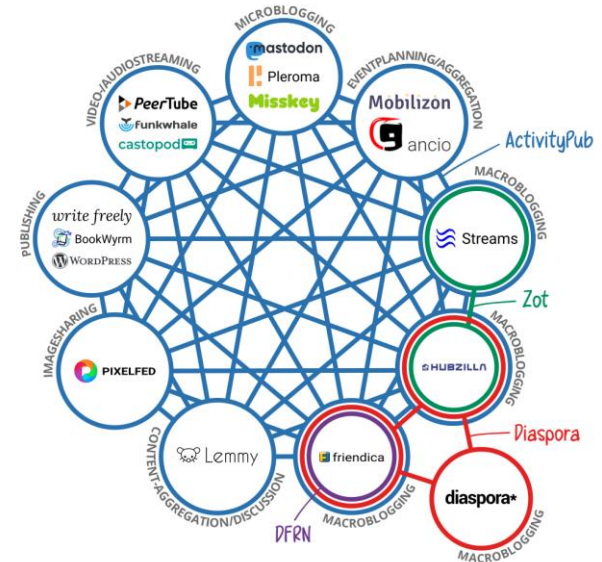 MICROBLOGGING
mastodon
Pleroma
Misskey
EVENTPLANNING/AGGREGATION
Mobilizon
gancio
ActivityPub
VIDEO-/AUDIOSTREAMING
PeerTube
Funkwhale
castopod
MACROBLOGGING
Streams
Zot
PUBLISHING
write freely
BookWyrm
WORDPRESS
MACROBLOGGING
HUBZILLA
IMAGESHARING
PIXELFED
Diaspora
CONTENT-AGGREGATION/DISCUSSION
Lemmy
friendica
MACROBLOGGING
DFRN
diaspora*
MACROBLOGGING